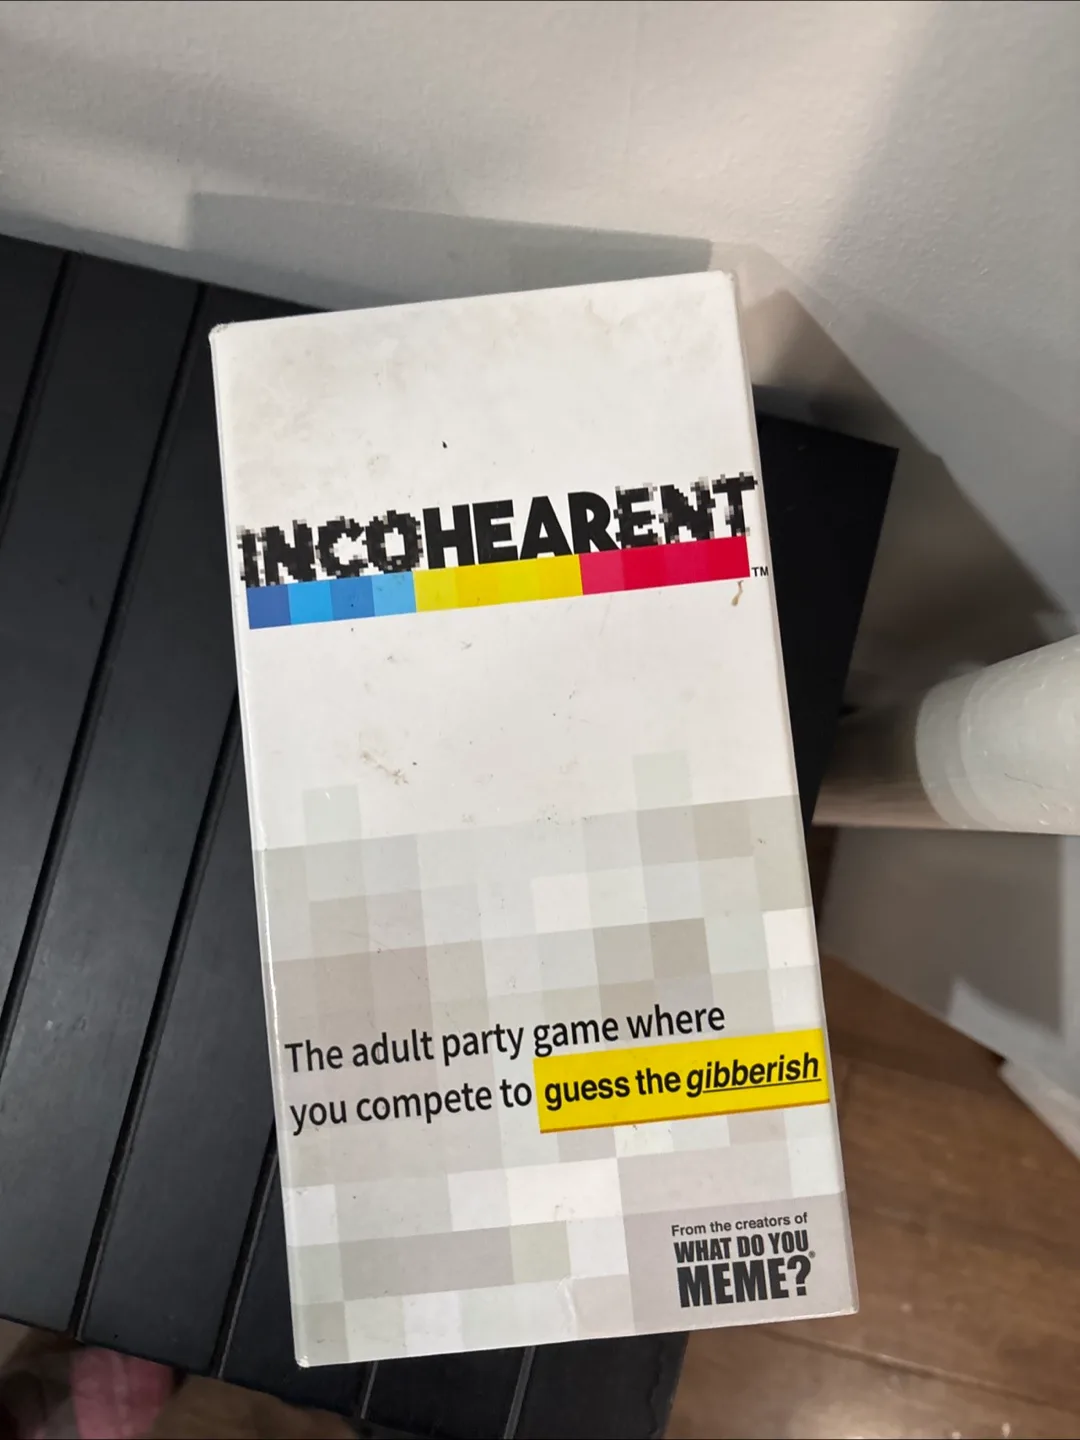 INCOHEARENT
TM
The adult party game where
you compete to guess the gibberish
From the creators of
WHAT DO YOU
MEME?®